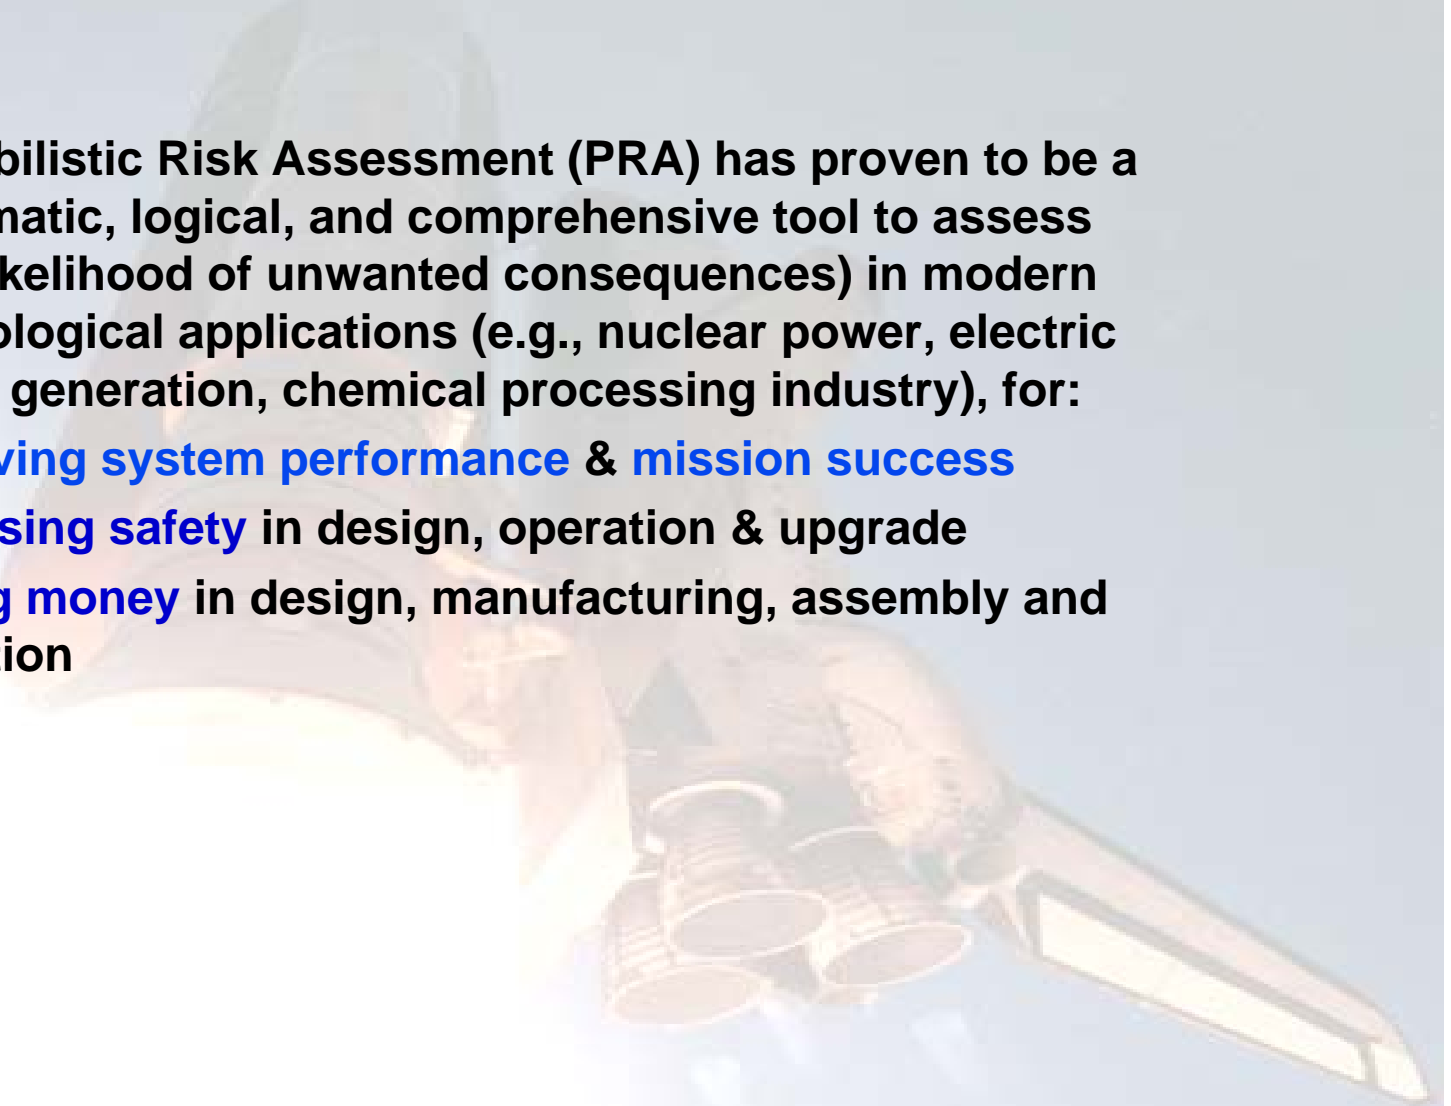 bilistic Risk Assessment (PRA) has proven to be a
matic, logical, and comprehensive tool to assess
kelihood of unwanted consequences) in modern
ological applications (e.g., nuclear power, electric
generation, chemical processing industry), for:
ving system performance & mission success
sing safety in design, operation & upgrade
g money in design, manufacturing, assembly and
tion